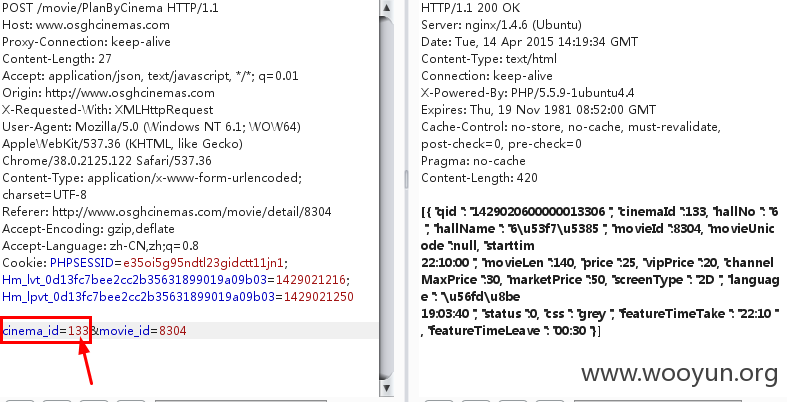 POST /movie/PlanByCinema HTTP/1.1
Host: www.osghcinemas.com
Proxy-Connection: keep-alive
Content-Length: 27
Accept: application/json, text/javascript, */*; q=0.01
Origin: http://www.osghcinemas.com
X-Requested-With: XMLHttpRequest
User-Agent: Mozilla/5.0 (Windows NT 6.1; WOW64)
AppleWebKit/537.36 (KHTML, like Gecko)
Chrome/38.0.2125.122 Safari/537.36
Content-Type: application/x-www-form-urlencoded;
charset=UTF-8
Referer: http://www.osghcinemas.com/movie/detail/8304
Accept-Encoding: gzip,deflate
Accept-Language: zh-CN,zh;q=0.8
Cookie: PHPSESSID=e35oi5g95ndtl23gidctt11jn1;
Hm_lvt_0d13fc7bee2cc2b35631899019a09b03=1429021216;
Hm_lpvt_0d13fc7bee2cc2b35631899019a09b03=1429021250
cinema_id=133&movie_id=8304
HTTP/1.1 200 OK
Server: nginx/1.4.6 (Ubuntu)
Date: Tue, 14 Apr 2015 14:19:34 GMT
Content-Type: text/html
Connection: keep-alive
X-Powered-By: PHP/5.5.9-1ubuntu4.4
Expires: Thu, 19 Nov 1981 08:52:00 GMT
Cache-Control: no-store, no-cache, must-revalidate,
post-check=0, pre-check=0
Pragma: no-cache
Content-Length: 420
[{"qid":"1429020600000013306","cinemaId":133,"hallNo":"6
","hallName":"6\u53f7\u5385","movieId":8304,"movieUnic
ode":null,"starttim
22:10:00","movieLen":140,"price":25,"vipPrice":20,"channel
MaxPrice":30,"marketPrice":50,"screenType":"2D","languag
e":"\u56fd\u8be
19:03:40","status":0,"css":"grey","featureTimeTake":"22:10"
,"featureTimeLeave":"00:30"}]
www.wooyun.org